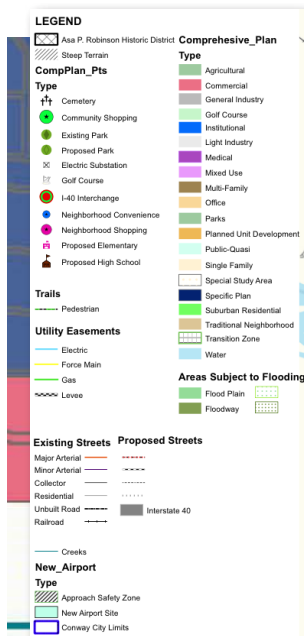 LEGEND
Asa P. Robinson Historic District
Steep Terrain
CompPlan_Pts
Type
Cemetery
Community Shopping
Existing Park
Proposed Park
Electric Substation
Golf Course
I-40 Interchange
Neighborhood Convenience
Neighborhood Shopping
Proposed Elementary
Proposed High School
Trails
Pedestrian
Utility Easements
Electric
Force Main
Gas
Levee
Comprehesive_Plan
Type
Agricultural
Commercial
General Industry
Golf Course
Institutional
Light Industry
Medical
Mixed Use
Multi-Family
Office
Parks
Planned Unit Development
Public-Quasi
Single Family
Special Study Area
Specific Plan
Suburban Residential
Traditional Neighborhood
Transition Zone
Water
Areas Subject to Flooding
Flood Plain
Floodway
Existing Streets Proposed Streets
Major Arterial
Minor Arterial
Collector
Residential
Unbuilt Road Interstate 40
Railroad
Creeks
New_Airport
Type
Approach Safety Zone
New Airport Site
Conway City Limits